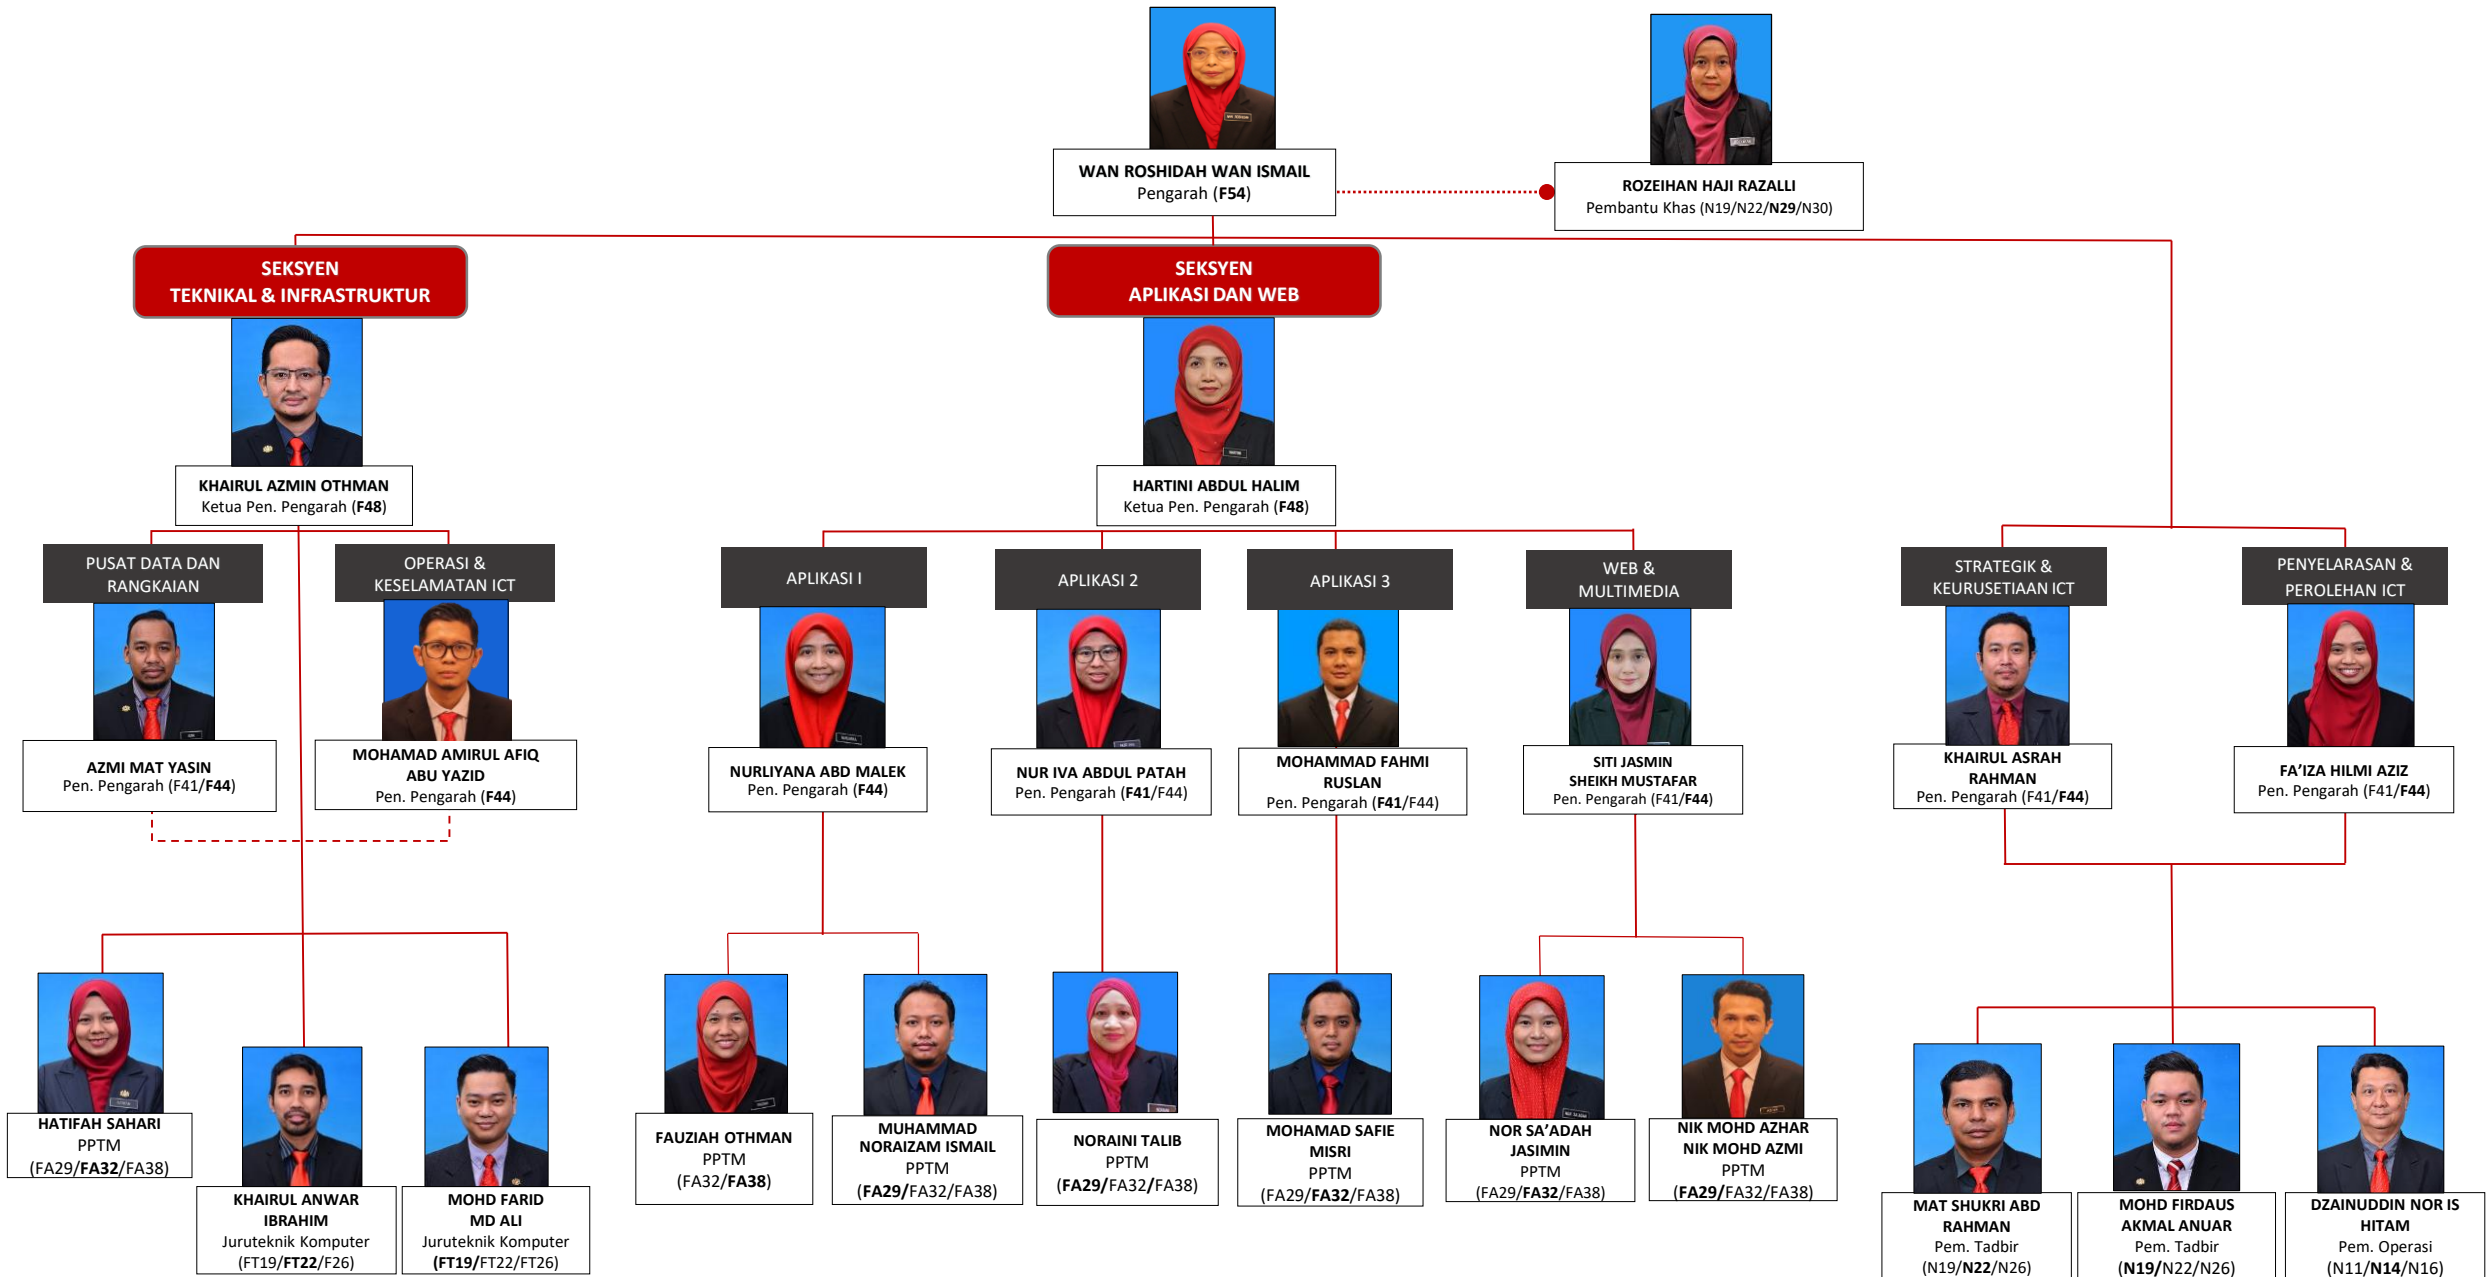 WAN ROSHIDAH WAN ISMAIL
Pengarah (F54)
ROZEIHAN HAJI RAZALLI
Pembantu Khas (N19/N22/N29/N30)
SEKSYEN
TEKNIKAL & INFRASTRUKTUR
SEKSYEN
APLIKASI DAN WEB
KHAIRUL AZMIN OTHMAN
Ketua Pen. Pengarah (F48)
HARTINI ABDUL HALIM
Ketua Pen. Pengarah (F48)
PUSAT DATA DAN
RANGKAIAN
OPERASI &
KESELAMATAN ICT
APLIKASI I
APLIKASI 2
APLIKASI 3
WEB &
MULTIMEDIA
STRATEGIK &
KEURUSETIAAN ICT
PENYELARASAN &
PEROLEHAN ICT
AZMI MAT YASIN
Pen. Pengarah (F41/F44)
MOHAMAD AMIRUL AFIQ
ABU YAZID
Pen. Pengarah (F44)
NURLIYANA ABD MALEK
Pen. Pengarah (F44)
NUR IVA ABDUL PATAH
Pen. Pengarah (F41/F44)
MOHAMMAD FAHMI
RUSLAN
Pen. Pengarah (F41/F44)
SITI JASMIN
SHEIKH MUSTAFAR
Pen. Pengarah (F41/F44)
KHAIRUL ASRAH
RAHMAN
Pen. Pengarah (F41/F44)
FA’IZA HILMI AZIZ
Pen. Pengarah (F41/F44)
HATIFAH SAHARI
PPTM
(FA29/FA32/FA38)
KHAIRUL ANWAR
IBRAHIM
Juruteknik Komputer
(FT19/FT22/F26)
MOHD FARID
MD ALI
Juruteknik Komputer
(FT19/FT22/FT26)
FAUZIAH OTHMAN
PPTM
(FA32/FA38)
MUHAMMAD
NORAIZAM ISMAIL
PPTM
(FA29/FA32/FA38)
NORAINI TALIB
PPTM
(FA29/FA32/FA38)
MOHAMAD SAFIE
MISRI
PPTM
(FA29/FA32/FA38)
NOR SA’ADAH
JASIMIN
PPTM
(FA29/FA32/FA38)
NIK MOHD AZHAR
NIK MOHD AZMI
PPTM
(FA29/FA32/FA38)
MAT SHUKRI ABD
RAHMAN
Pem. Tadbir
(N19/N22/N26)
MOHD FIRDAUS
AKMAL ANUAR
Pem. Tadbir
(N19/N22/N26)
DZAINUDDIN NOR IS
HITAM
Pem. Operasi
(N11/N14/N16)